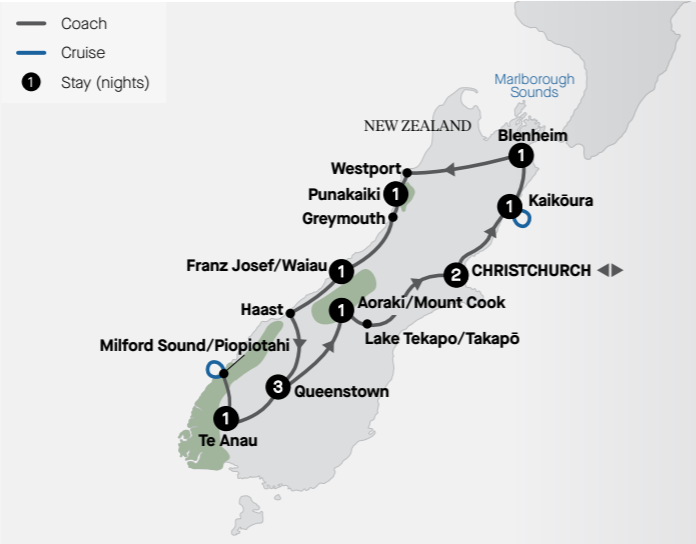 Coach
Cruise
1 Stay (nights)
Marlborough
Sounds
NEW ZEALAND
Blenheim
1
Westport
Punakaiki 1
1 Kaikōura
Greymouth
Franz Josef/Waiau 1
2 CHRISTCHURCH
1 Aoraki/Mount Cook
Haast
Lake Tekapo/Takapō
Milford Sound/Piopiotahi
3 Queenstown
1
Te Anau